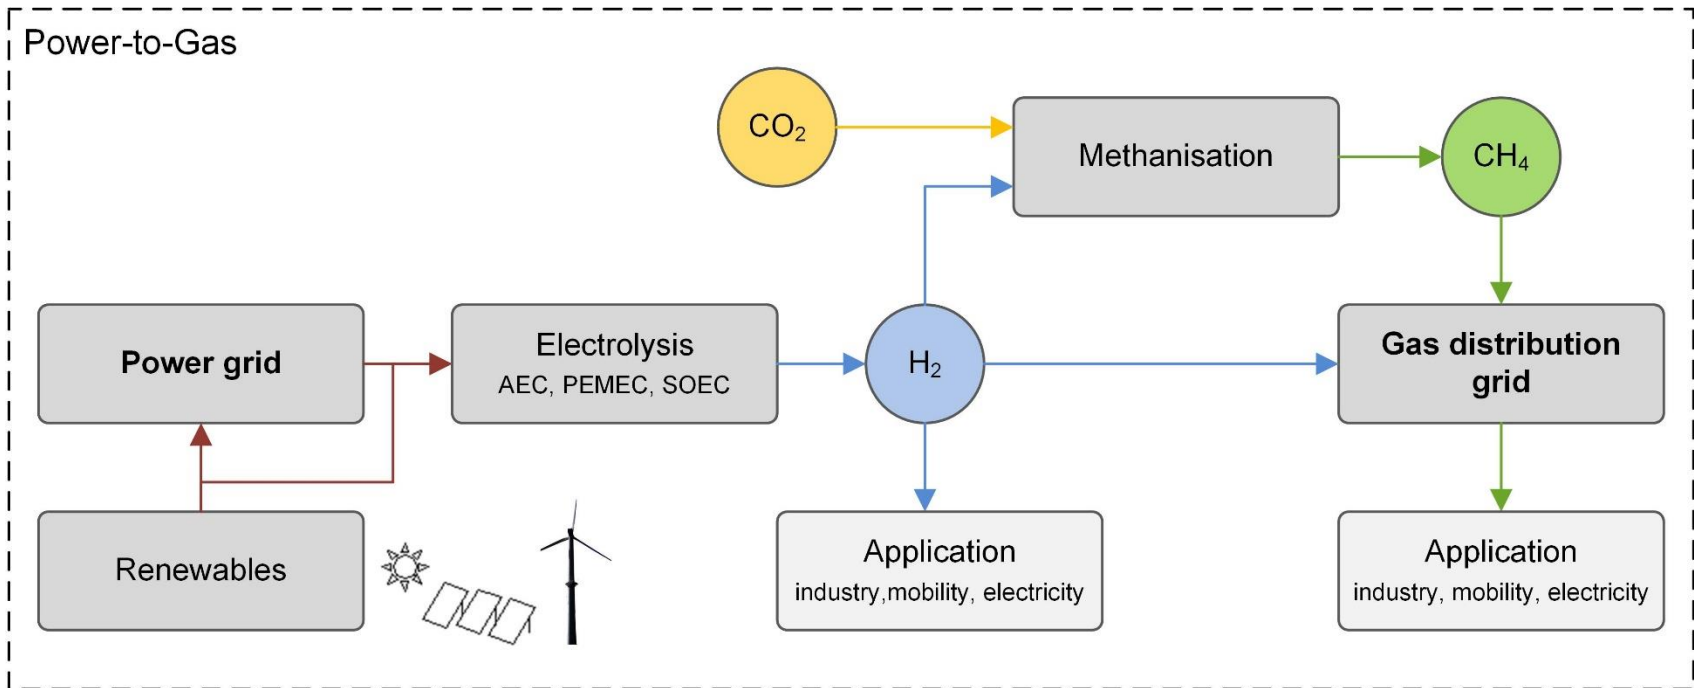 Power-to-Gas
CO₂
Methanisation
CH₄
Power grid
Electrolysis
AEC, PEMEC, SOEC
H₂
Gas distribution
grid
Renewables
Application
industry,mobility, electricity
Application
industry, mobility, electricity